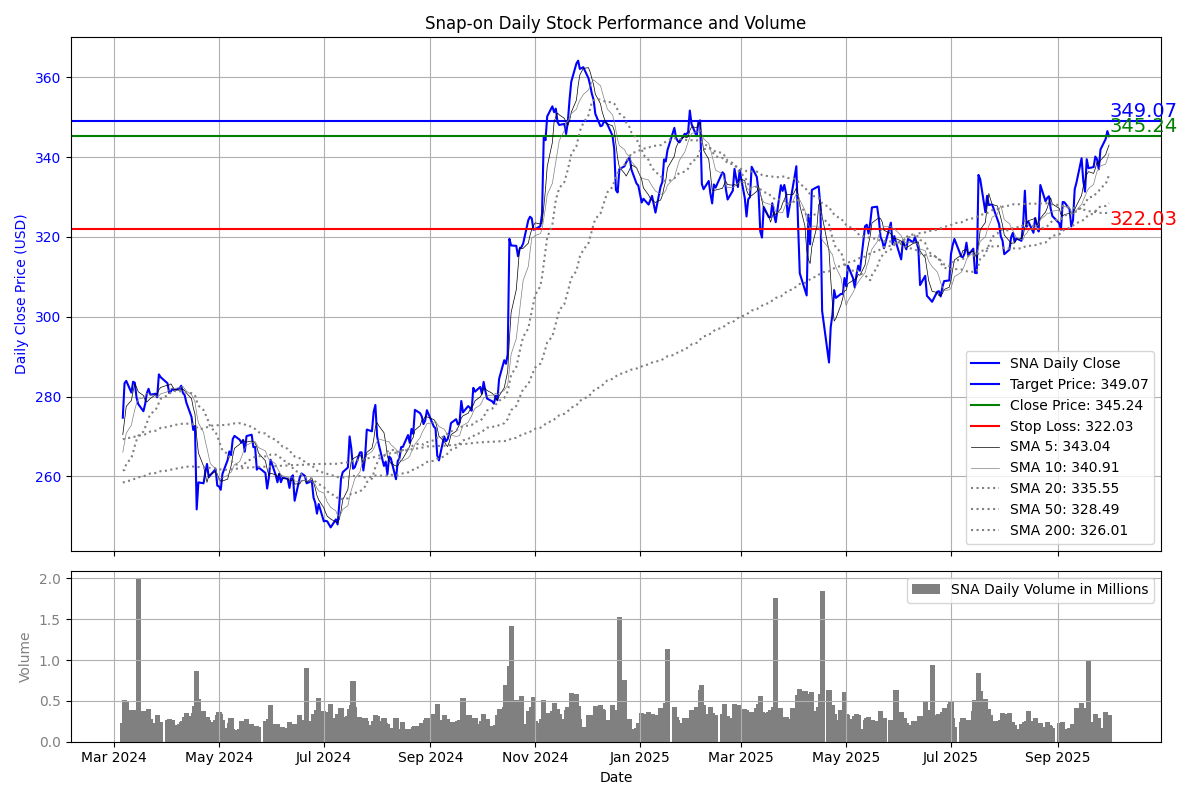 Snap-on Daily Stock Performance and Volume
Daily Close Price (USD)
360
340
320
300
280
260
349.07
345.24
322.03
SNA Daily Close
Target Price: 349.07
Close Price: 345.24
Stop Loss: 322.03
SMA 5: 343.04
SMA 10: 340.91
SMA 20: 335.55
SMA 50: 328.49
SMA 200: 326.01
Volume
2.0
1.5
1.0
0.5
0.0
SNA Daily Volume in Millions
Mar 2024 May 2024 Jul 2024 Sep 2024 Nov 2024 Jan 2025 Mar 2025 May 2025 Jul 2025 Sep 2025
Date